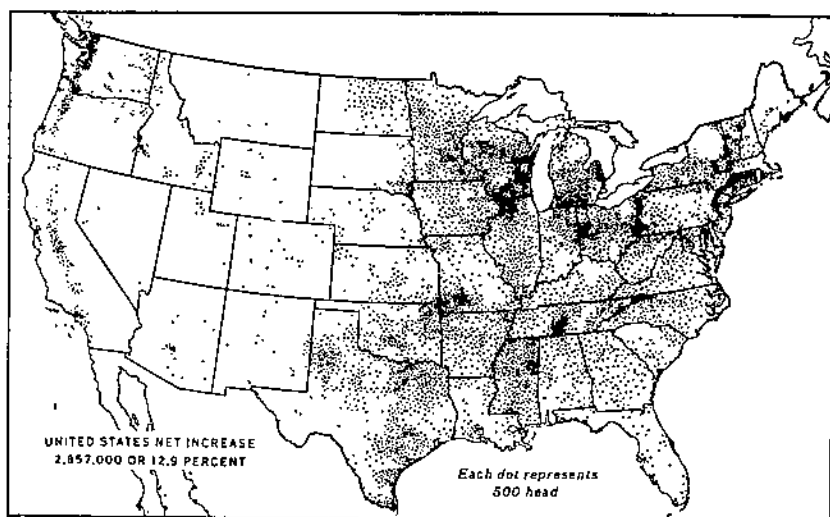 UNITED STATES NET INCREASE
2,857,000 OR 12.9 PERCENT
Each dot represents
500 head